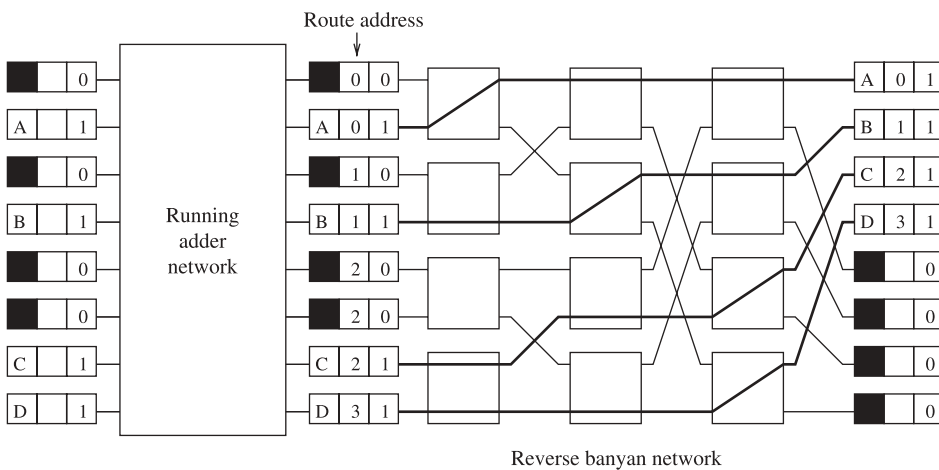 Route address
0 0 0 A 0 1
A 1 A 0 1 B 1 1
0 1 0 C 2 1
B 1 B 1 1 D 3 1
Running
adder
network
0 2 0 0
0 2 0 0
C 1 C 2 1 0
D 1 D 3 1 0
Reverse banyan network